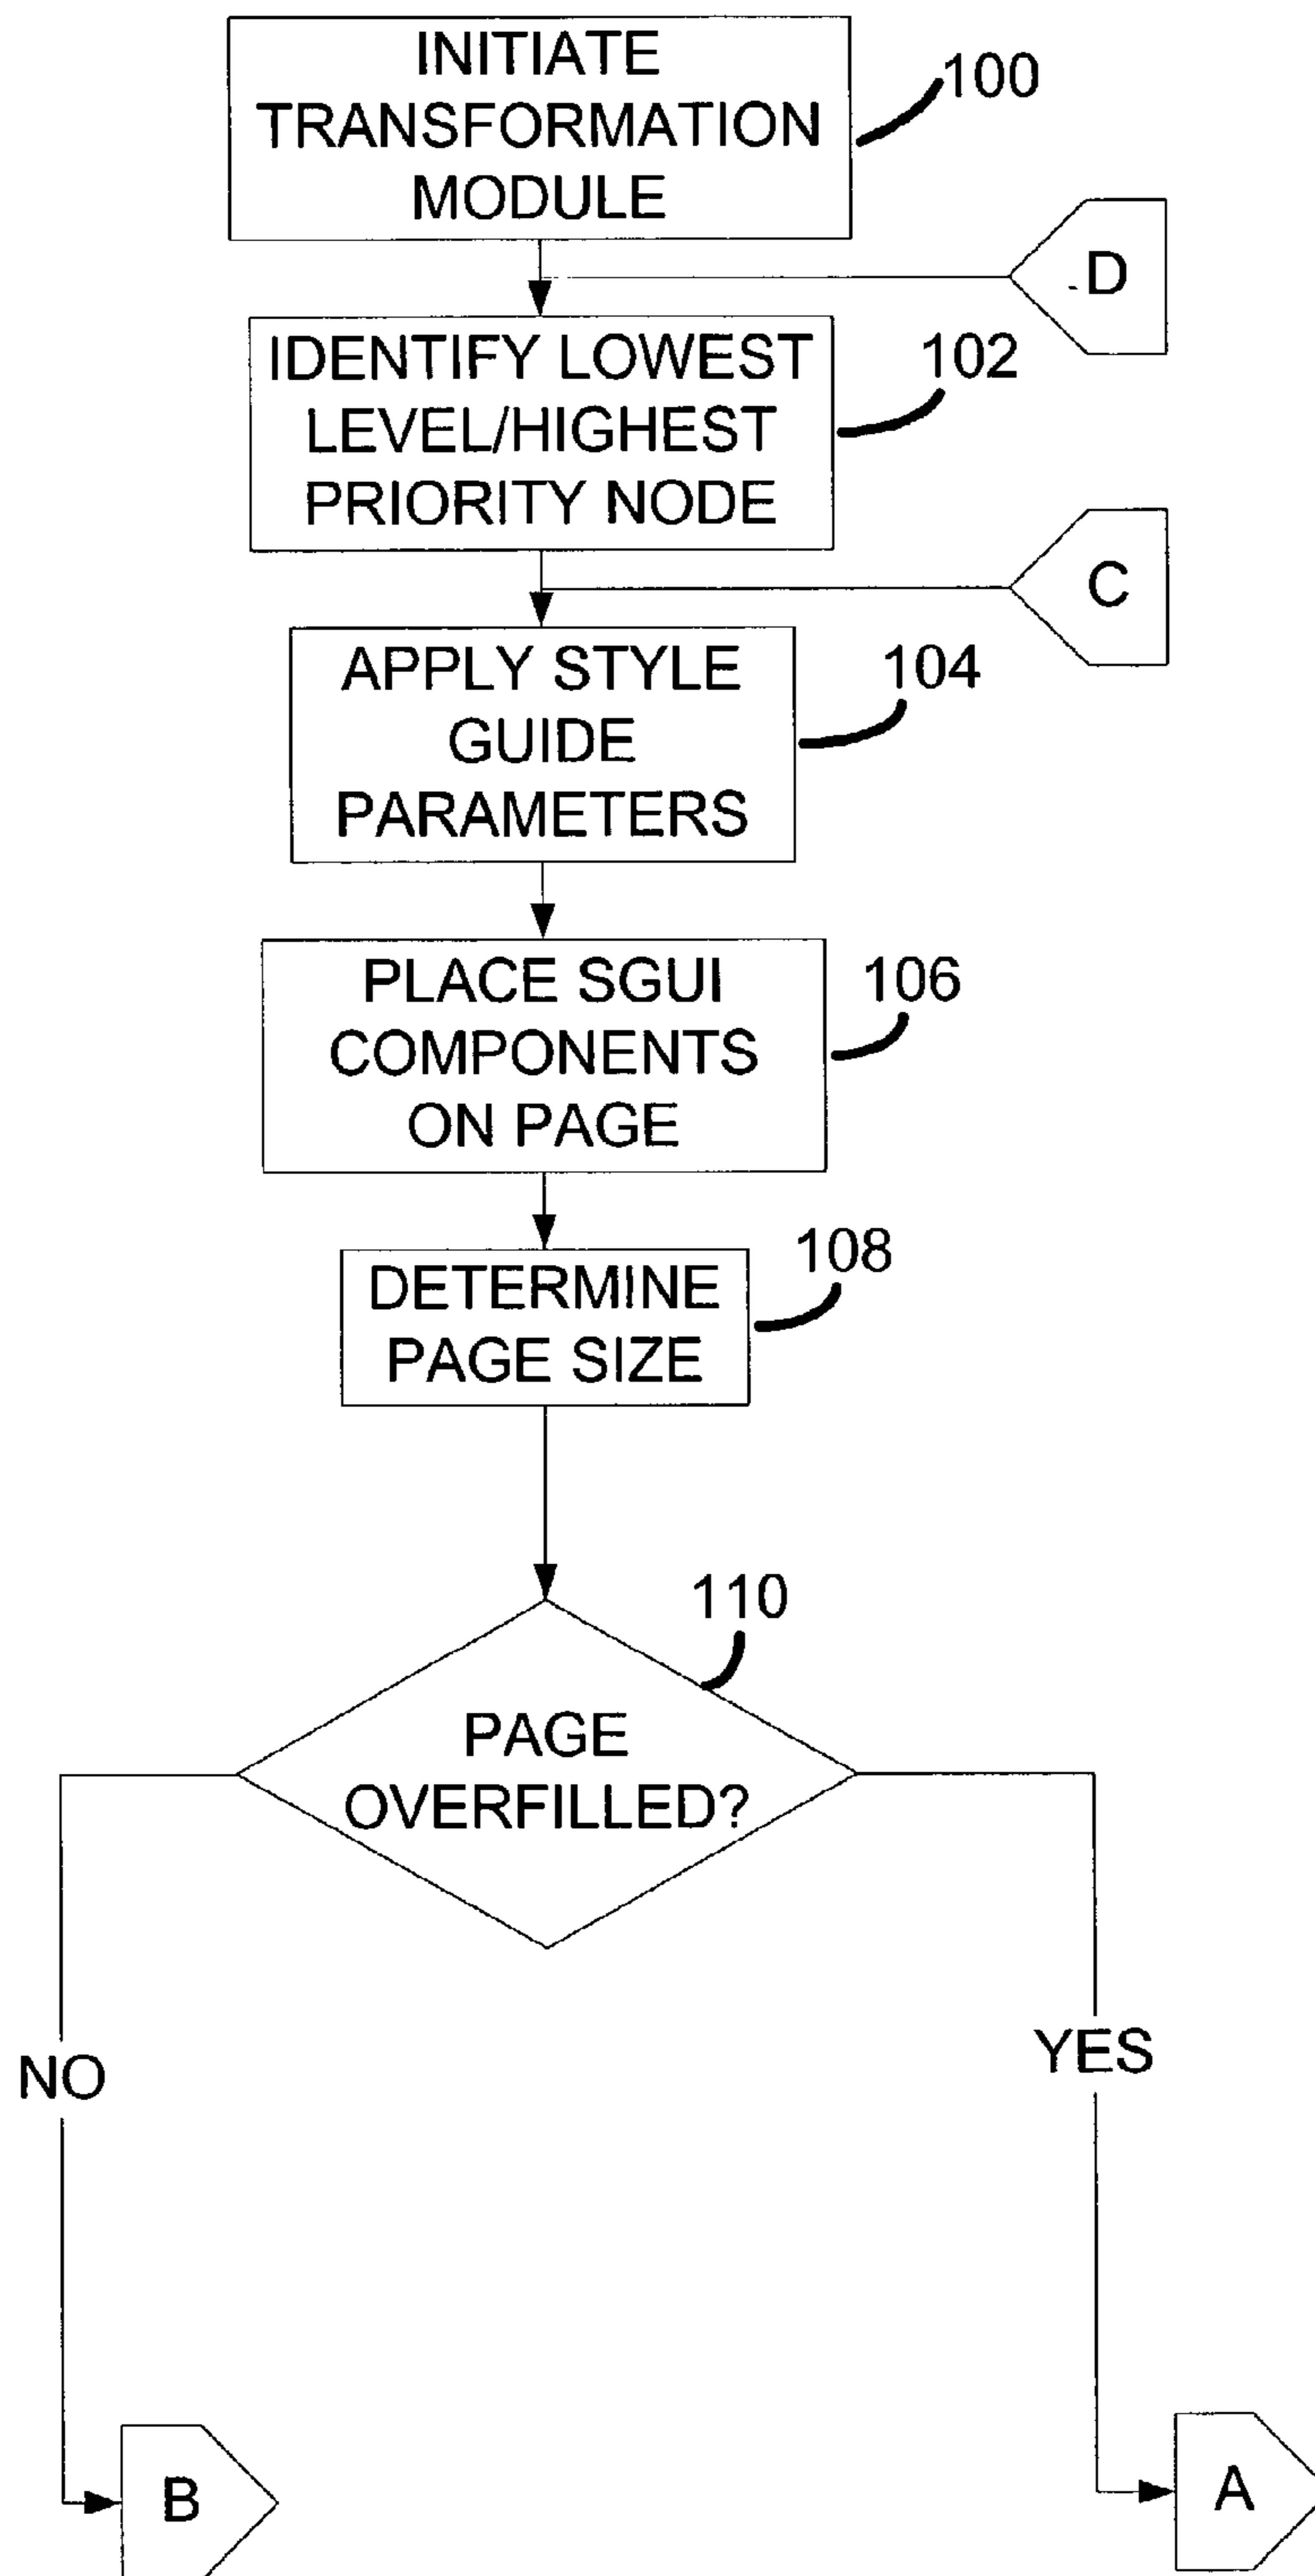 INITIATE
TRANSFORMATION
MODULE
100
D
IDENTIFY LOWEST
LEVEL/HIGHEST
PRIORITY NODE
102
C
APPLY STYLE
GUIDE
PARAMETERS
104
PLACE SGUI
COMPONENTS
ON PAGE
106
DETERMINE
PAGE SIZE
108
110
PAGE
OVERFILLED?
NO
YES
B
A